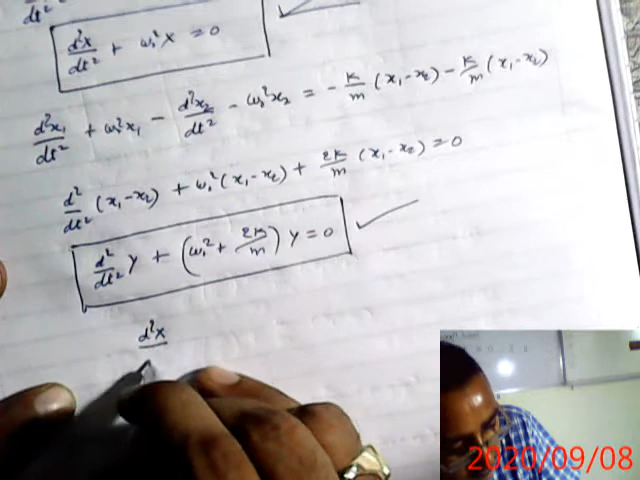 dt²
d²x/dt² + ω₁²x = 0
d²x₁/dt² + ω₁²x₁ − d²x₂/dt² − ω₁²x₂ = −k/m (x₁−x₂) − k/m (x₁−x₂)
d²/dt² (x₁−x₂) + ω₁²(x₁−x₂) + 2k/m (x₁−x₂) = 0
d²/dt² y + (ω₁² + 2k/m) y = 0
d²x
2020/09/08